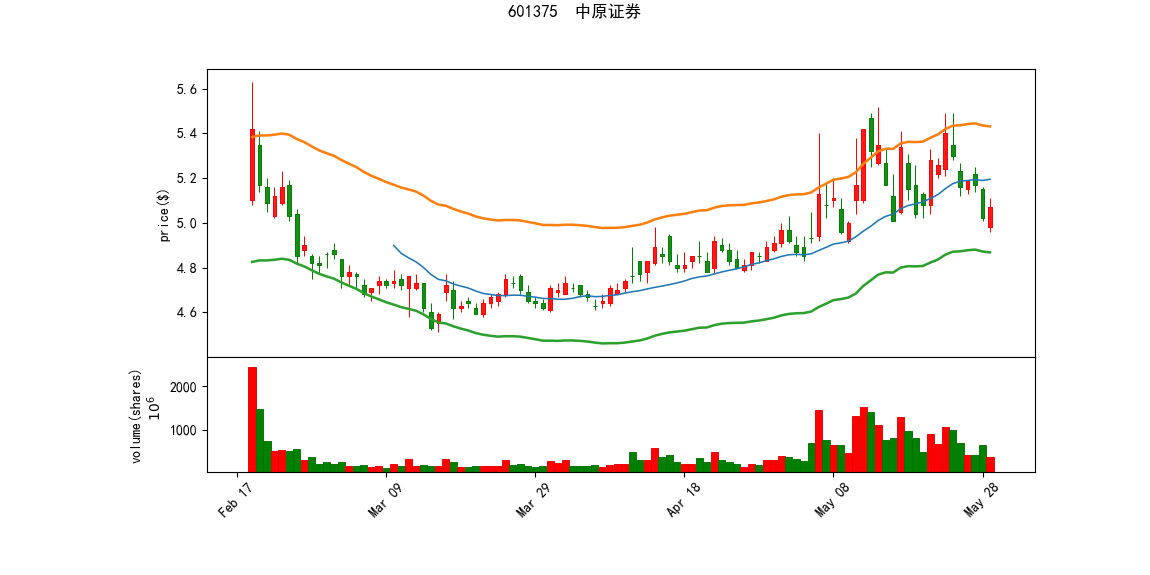 601375 中原证券
price($)
5.6
5.4
5.2
5.0
4.8
4.6
volume(shares)
10^6
2000
1000
Feb 17
Mar 09
Mar 29
Apr 18
May 08
May 28